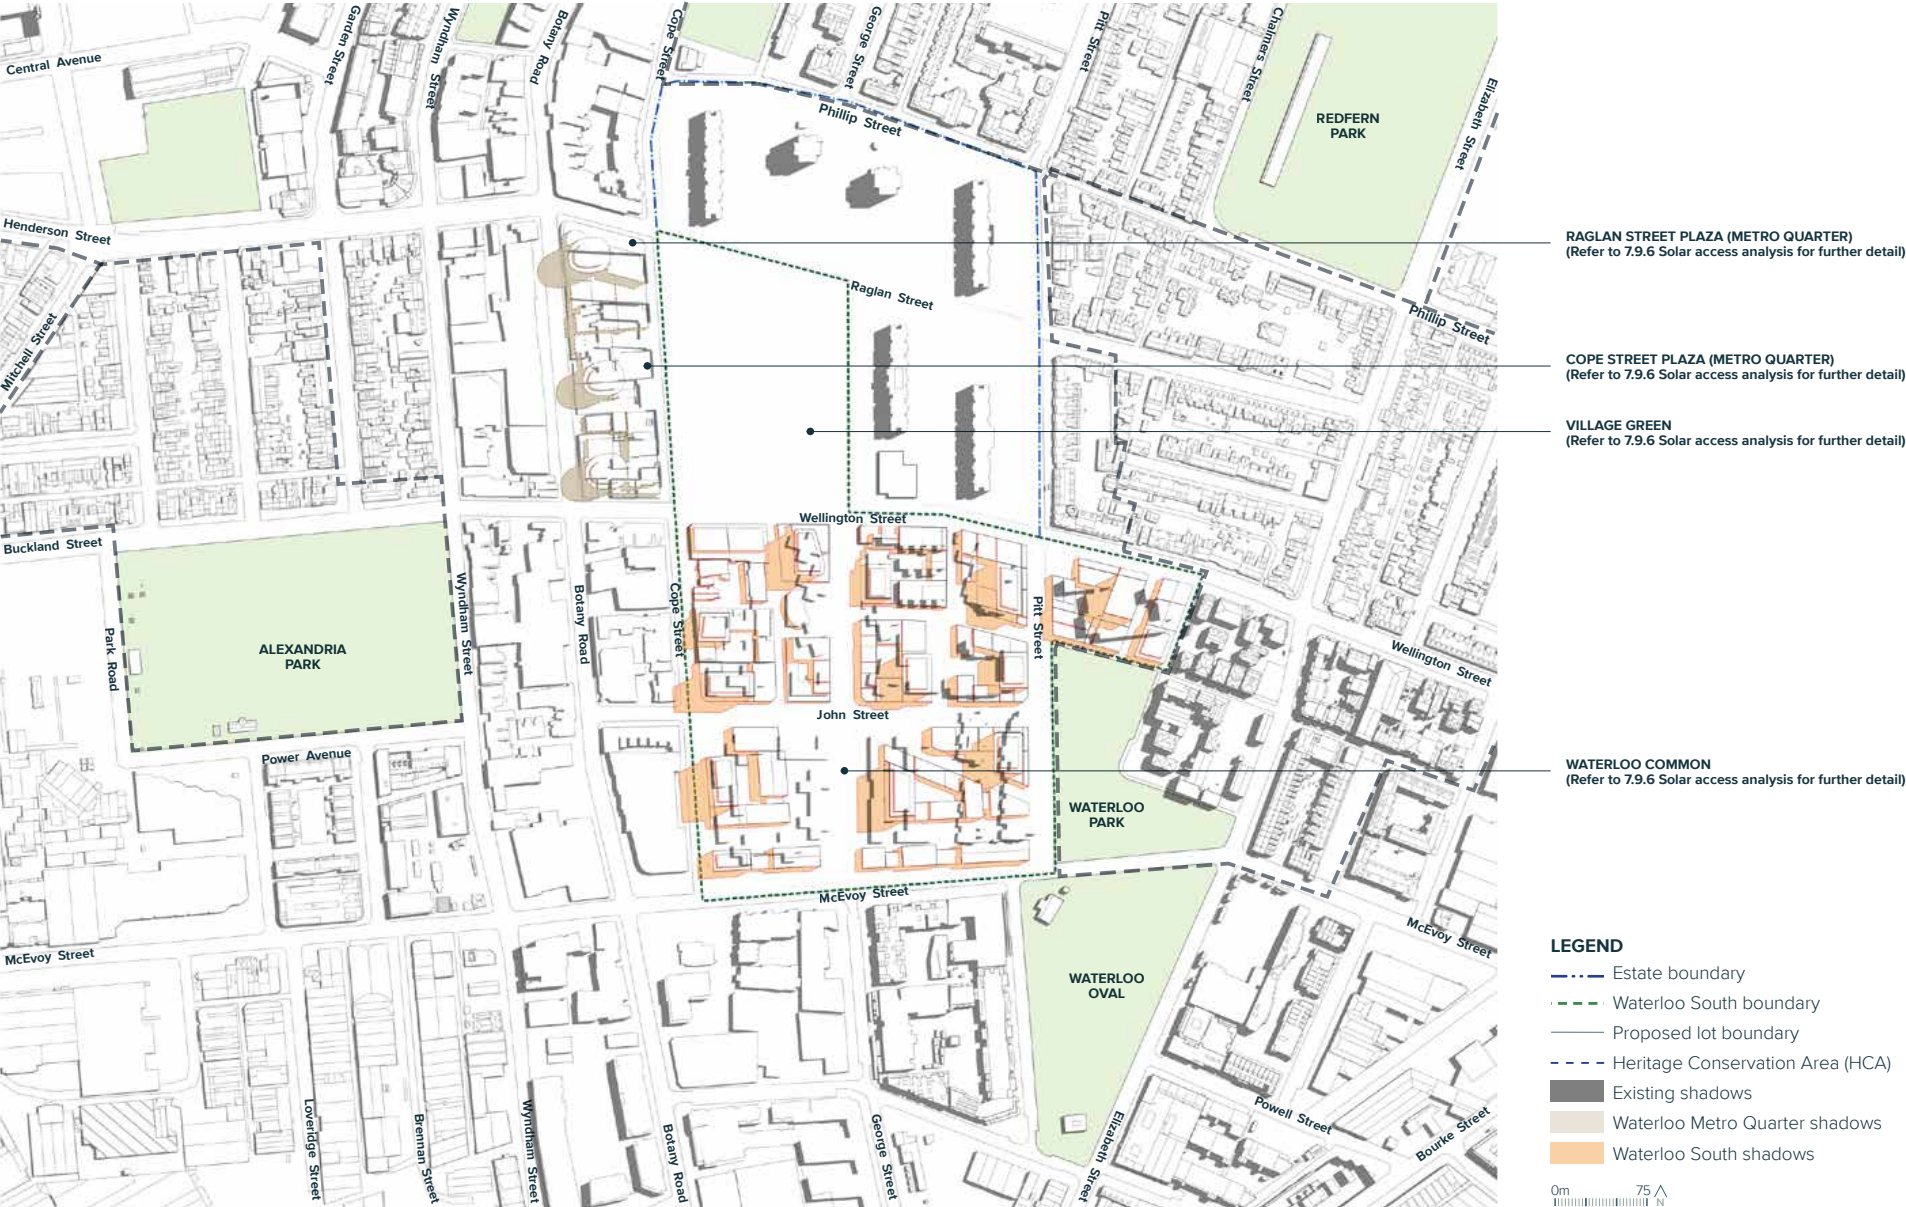 Central Avenue
Garden Street
Wyndham Street
Botany Road
Cope Street
George Street
Pitt Street
Chalmers Street
Elizabeth Street
Phillip Street
REDFERN
PARK
Henderson Street
Mitchell Street
Raglan Street
Phillip Street
RAGLAN STREET PLAZA (METRO QUARTER)
(Refer to 7.9.6 Solar access analysis for further detail)
COPE STREET PLAZA (METRO QUARTER)
(Refer to 7.9.6 Solar access analysis for further detail)
VILLAGE GREEN
(Refer to 7.9.6 Solar access analysis for further detail)
Buckland Street
Wellington Street
Park Road
ALEXANDRIA
PARK
Wyndham Street
Botany Road
Cope Street
Pitt Street
Wellington Street
John Street
Power Avenue
WATERLOO COMMON
(Refer to 7.9.6 Solar access analysis for further detail)
WATERLOO
PARK
McEvoy Street
McEvoy Street
McEvoy Street
WATERLOO
OVAL
Loveridge Street
Brennan Street
Wyndham Street
Botany Road
George Street
Elizabeth Street
Powell Street
Bourke Street
LEGEND
Estate boundary
Waterloo South boundary
Proposed lot boundary
Heritage Conservation Area (HCA)
Existing shadows
Waterloo Metro Quarter shadows
Waterloo South shadows
0m 75
N